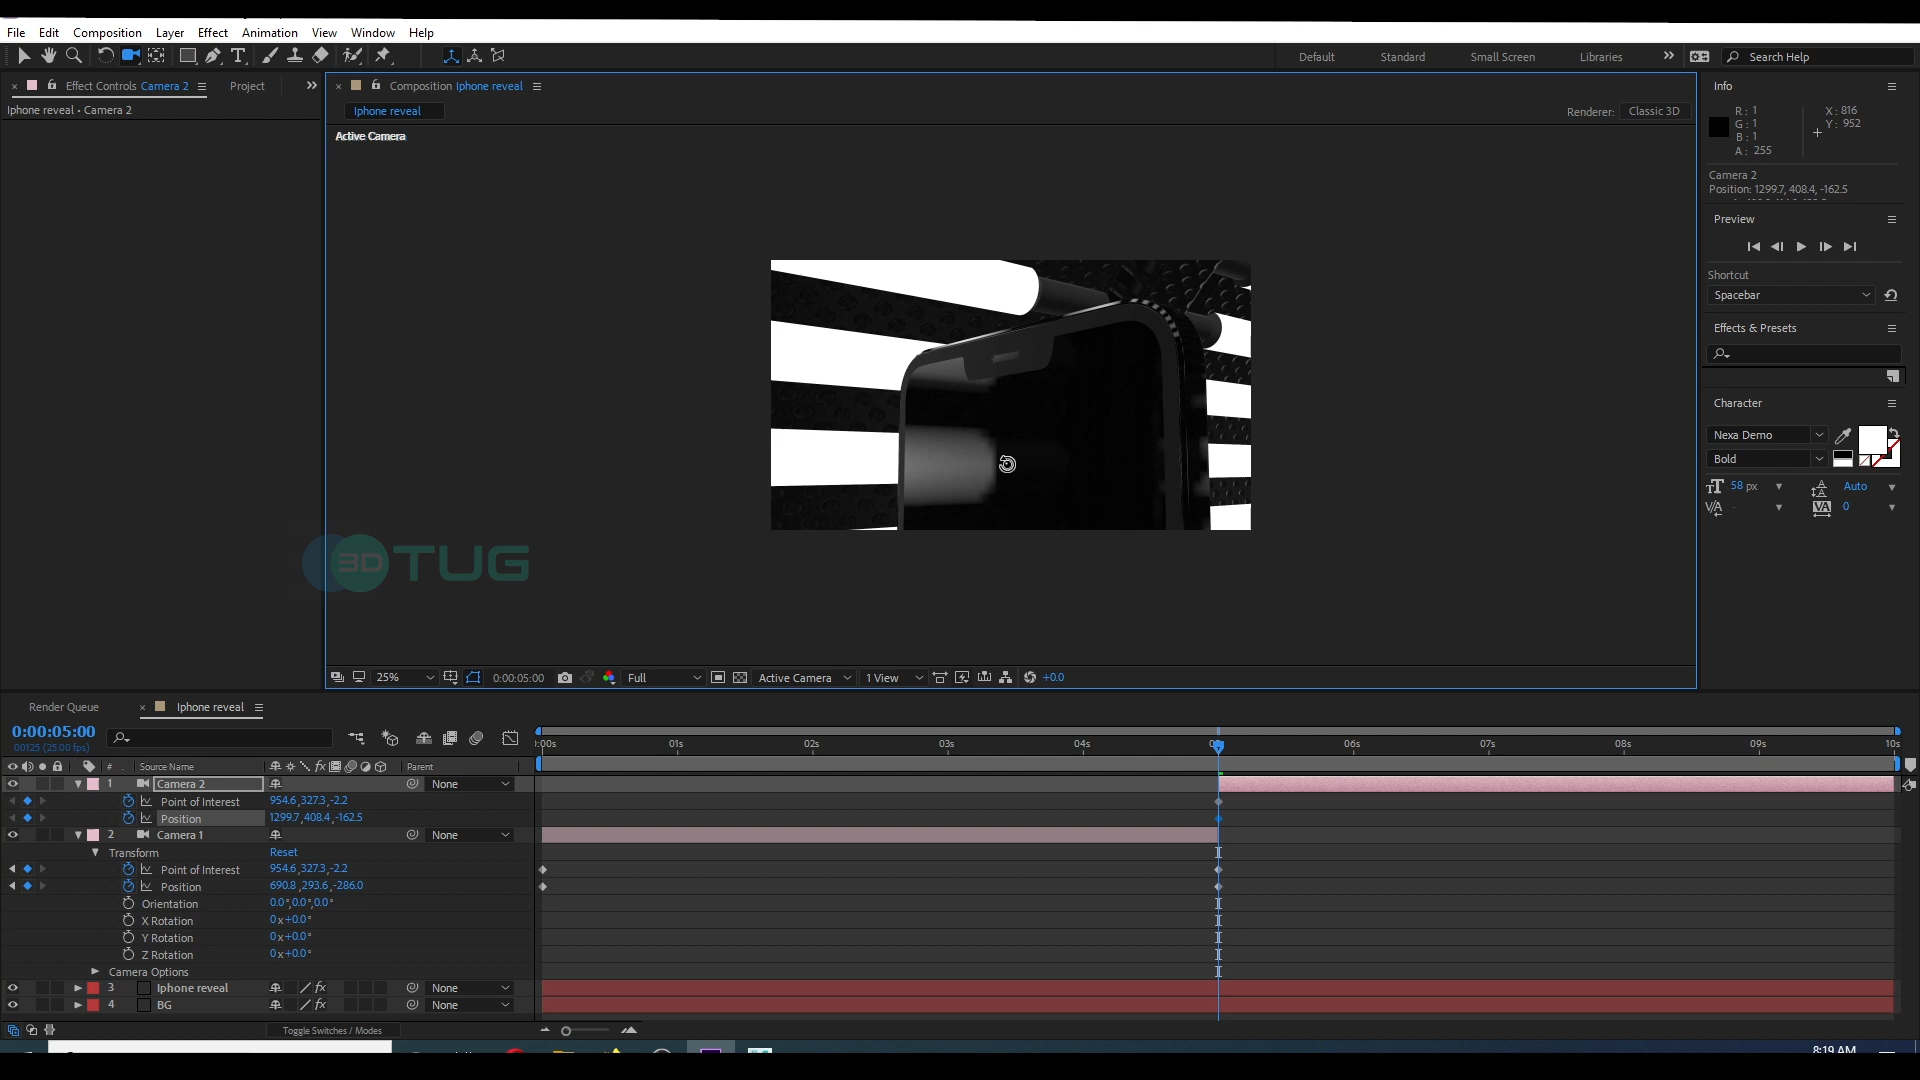 File Edit Composition Layer Effect Animation View Window Help
Default Standard Small Screen Libraries Search Help
Effect Controls Camera 2 Project
Iphone reveal • Camera 2
Composition Iphone reveal
Iphone reveal
Renderer: Classic 3D
Active Camera
Info
R: 1
G: 1
B: 1
A: 255
X: 816
Y: 952
Camera 2
Position: 1299.7, 408.4, -162.5
Preview
Shortcut
Spacebar
Effects & Presets
Character
Nexa Demo
Bold
58 px Auto
0
3DTUG
25% 0:00:05:00 Full Active Camera 1 View +0.0
Render Queue Iphone reveal
0:00:05:00
00125 (25.00 fps)
01s 02s 03s 04s 06s 07s 08s 09s 10s
# Source Name Parent
1 Camera 2 None
Point of Interest 954.6,327.3,-2.2
Position 1299.7,408.4,-162.5
2 Camera 1 None
Transform Reset
Point of Interest 954.6,327.3,-2.2
Position 690.8,293.6,-286.0
Orientation 0.0°,0.0°,0.0°
X Rotation 0x+0.0°
Y Rotation 0x+0.0°
Z Rotation 0x+0.0°
Camera Options
3 Iphone reveal None
4 BG None
Toggle Switches / Modes
8:19 AM